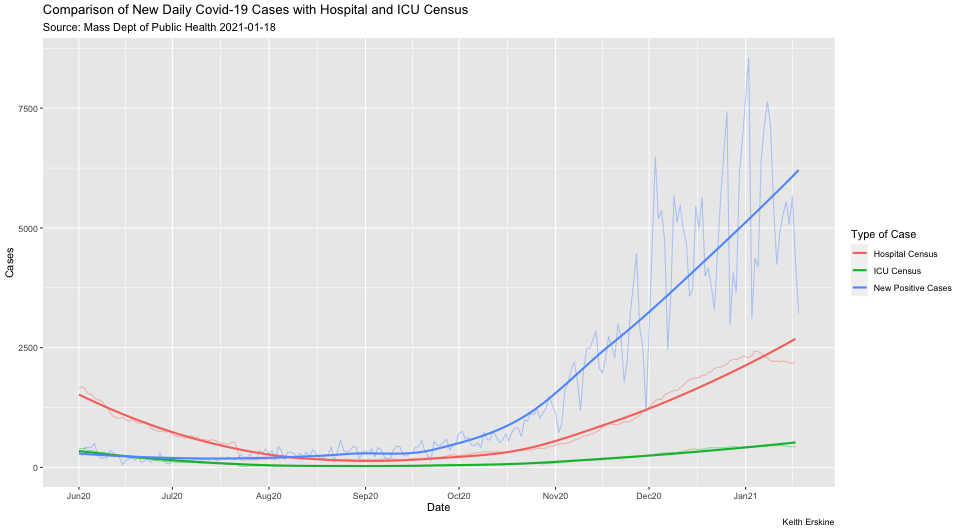 Comparison of New Daily Covid-19 Cases with Hospital and ICU Census
Source: Mass Dept of Public Health 2021-01-18
7500
5000
2500
0
Cases
Jun20 Jul20 Aug20 Sep20 Oct20 Nov20 Dec20 Jan21
Date
Type of Case
Hospital Census
ICU Census
New Positive Cases
Keith Erskine